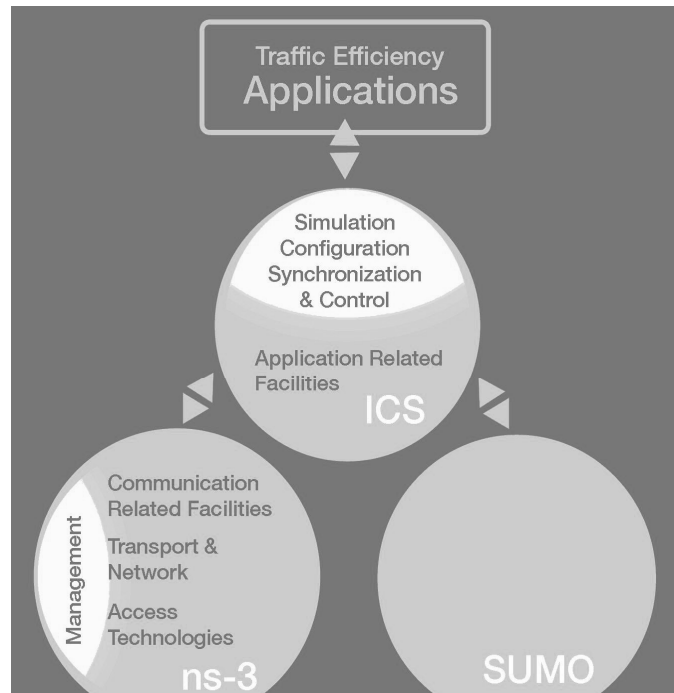 Traffic Efficiency
Applications
Simulation
Configuration
Synchronization
& Control
Application Related
Facilities
ICS
Management
Communication
Related Facilities
Transport &
Network
Access
Technologies
ns-3
SUMO